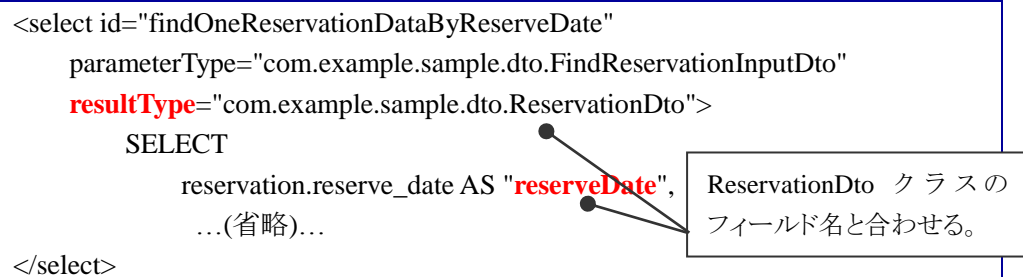 <select id="findOneReservationDataByReserveDate"
parameterType="com.example.sample.dto.FindReservationInputDto"
resultType="com.example.sample.dto.ReservationDto">
SELECT
reservation.reserve_date AS "reserveDate",
…(省略)…
</select>
ReservationDto クラスの
フィールド名と合わせる。